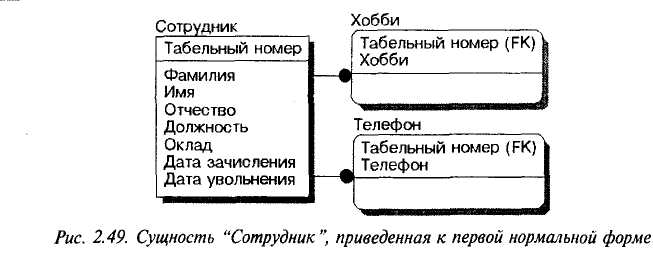 Сотрудник
Табельный номер
Фамилия
Имя
Отчество
Должность
Оклад
Дата зачисления
Дата увольнения
Хобби
Табельный номер (FK)
Хобби
Телефон
Табельный номер (FK)
Телефон
Рис. 2.49. Сущность “Сотрудник”, приведенная к первой нормальной форме